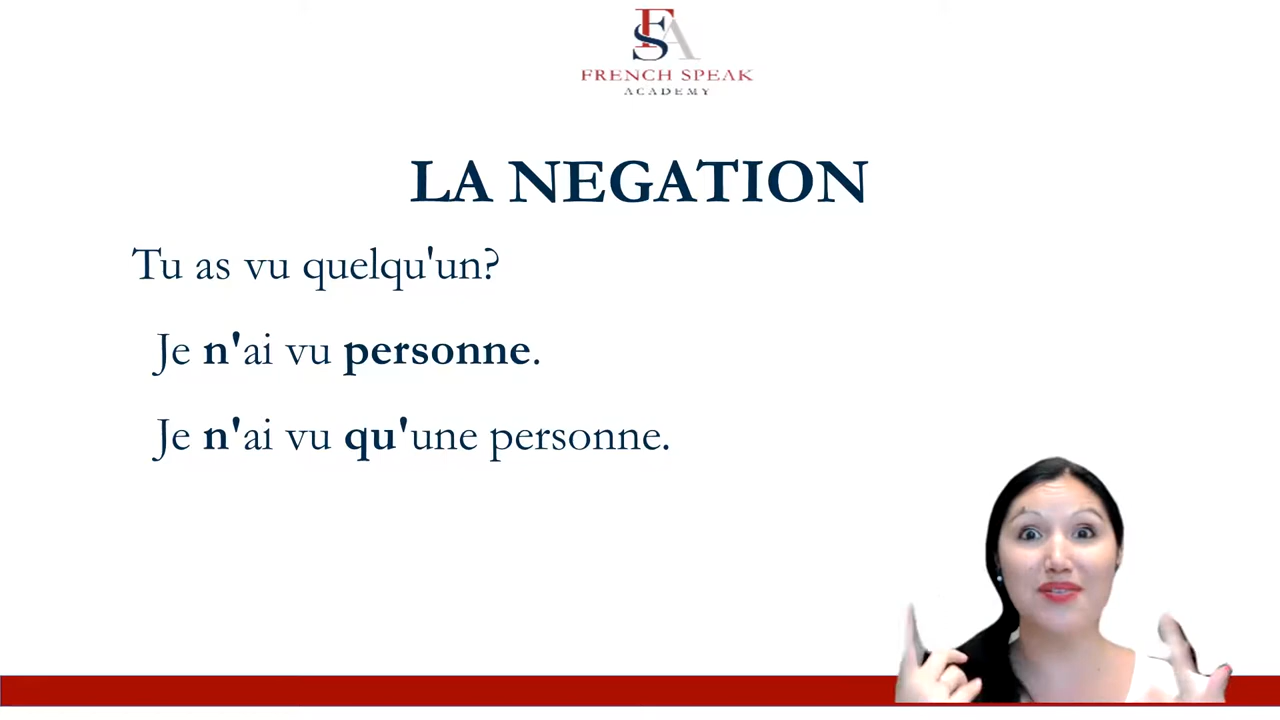 FSA
FRENCH SPEAK
ACADEMY
LA NEGATION
Tu as vu quelqu'un?
Je n'ai vu personne.
Je n'ai vu qu'une personne.